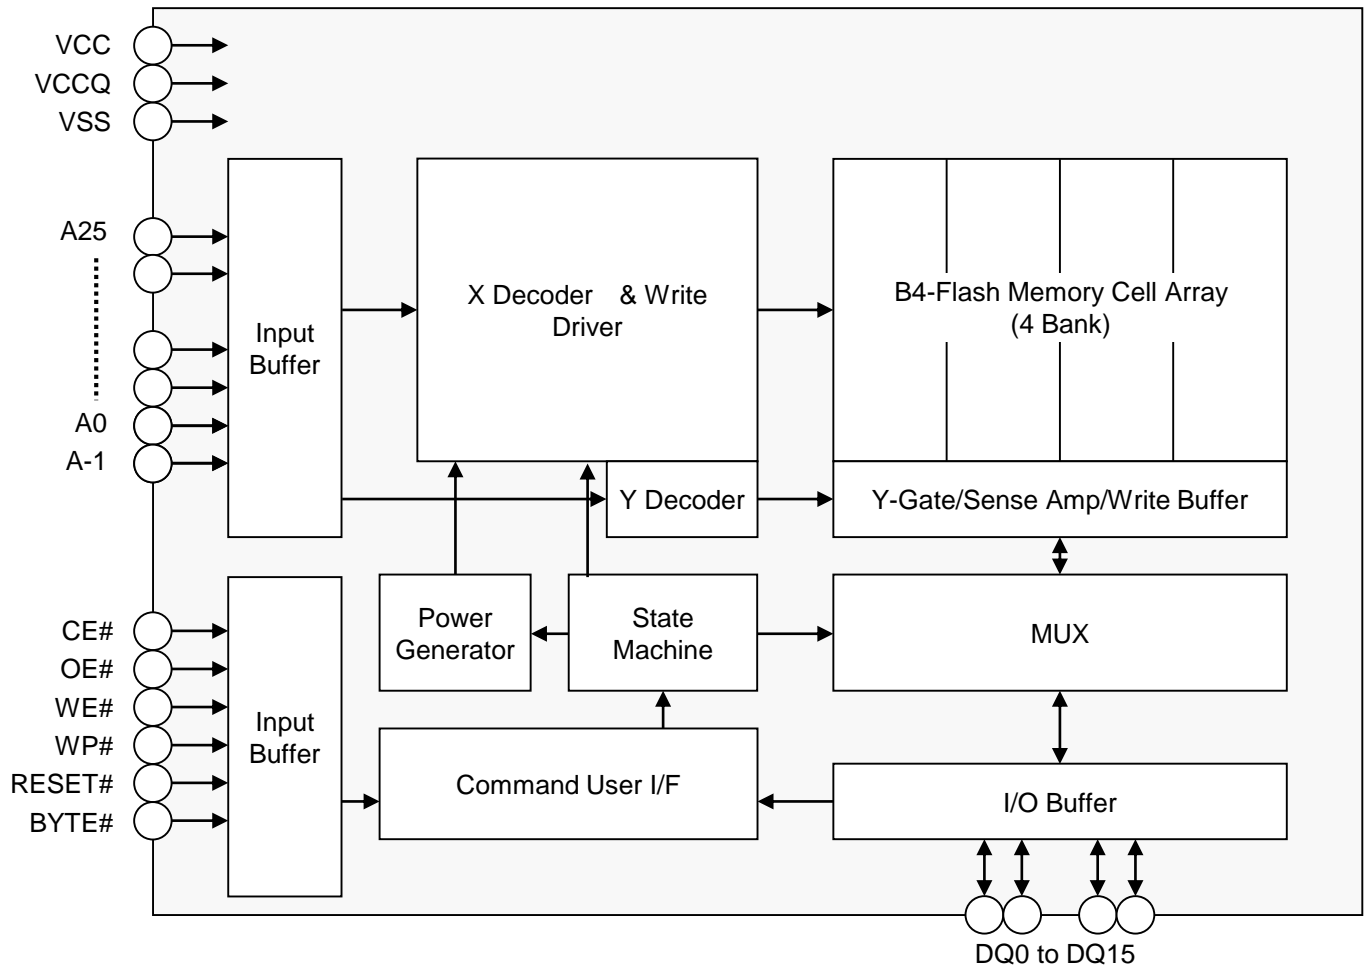 VCC
VCCQ
VSS
A25
A0
A-1
Input
Buffer
X Decoder & Write
Driver
B4-Flash Memory Cell Array
(4 Bank)
Y Decoder
Y-Gate/Sense Amp/Write Buffer
CE#
OE#
WE#
WP#
RESET#
BYTE#
Input
Buffer
Power
Generator
State
Machine
MUX
Command User I/F
I/O Buffer
DQ0 to DQ15